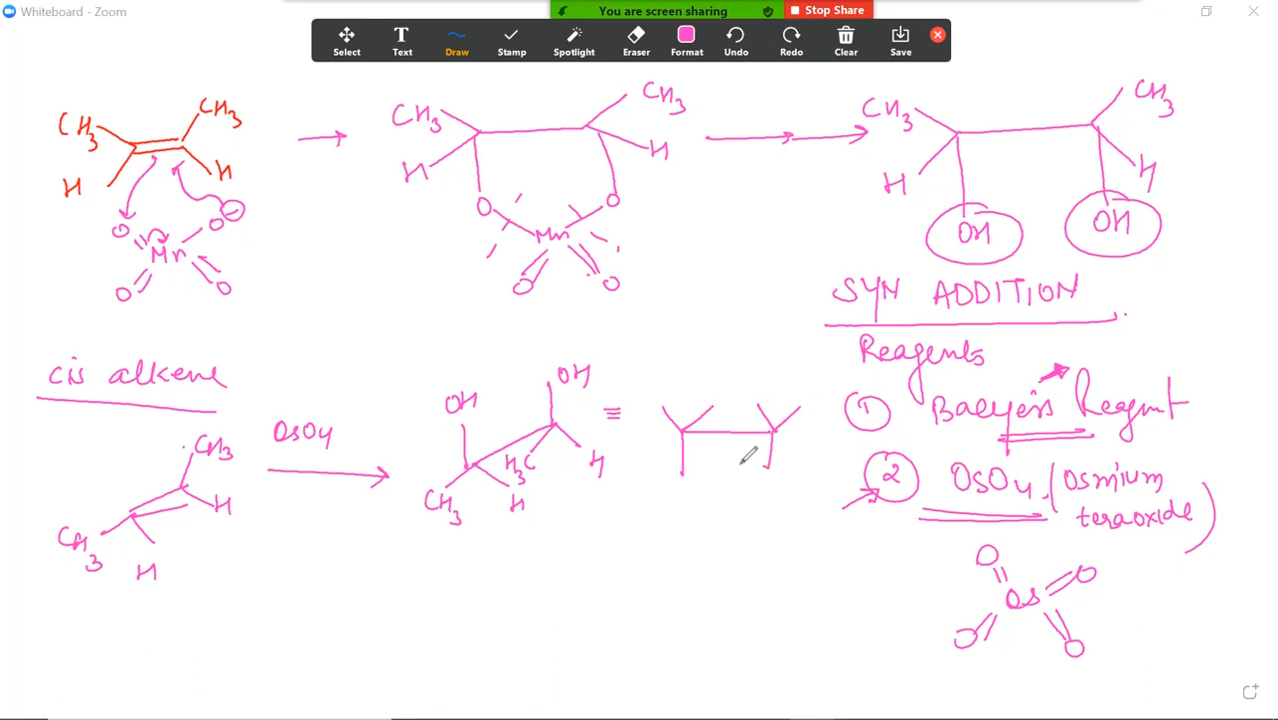 Whiteboard - Zoom
You are screen sharing
Stop Share
Select Text Draw Stamp Spotlight Eraser Format Undo Redo Clear Save
CH3 CH3
H H
O O
Mn
O O
CH3 CH3
H H
O O
Mn
O O
CH3 CH3
H H
OH OH
SYN ADDITION
Reagents
① Baeyer's Reagent
② OsO4 (Osmium
teraoxide)
O O
Os
O O
cis alkene
CH3
H
CH3
H
OsO4
OH OH
H3C H
CH3 H
≡